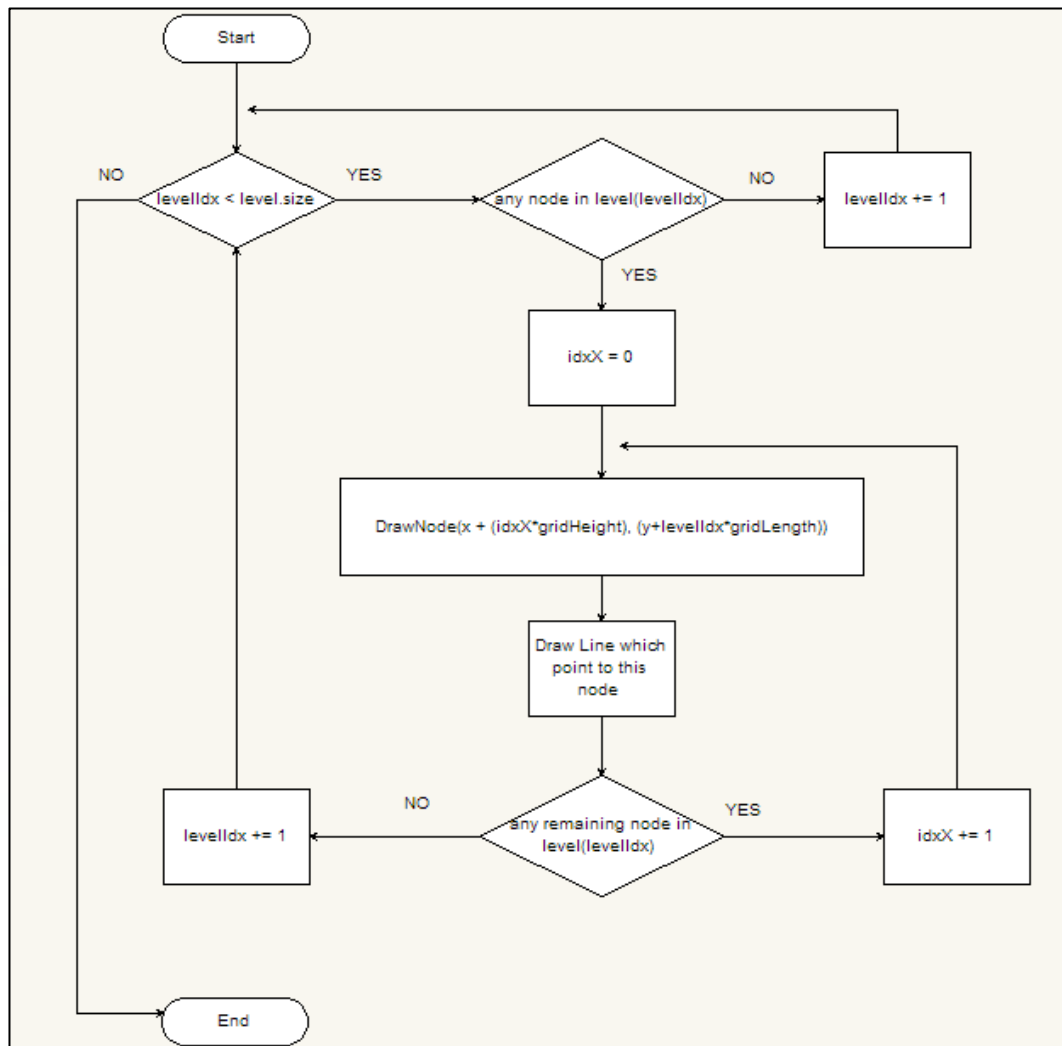 Start
NO
levelIdx < level.size
YES
any node in level(levelIdx)
NO
levelIdx += 1
YES
idxX = 0
DrawNode(x + (idxX*gridHeight), (y+levelIdx*gridLength))
Draw Line which
point to this
node
levelIdx += 1
NO
any remaining node in
level(levelIdx)
YES
idxX += 1
End